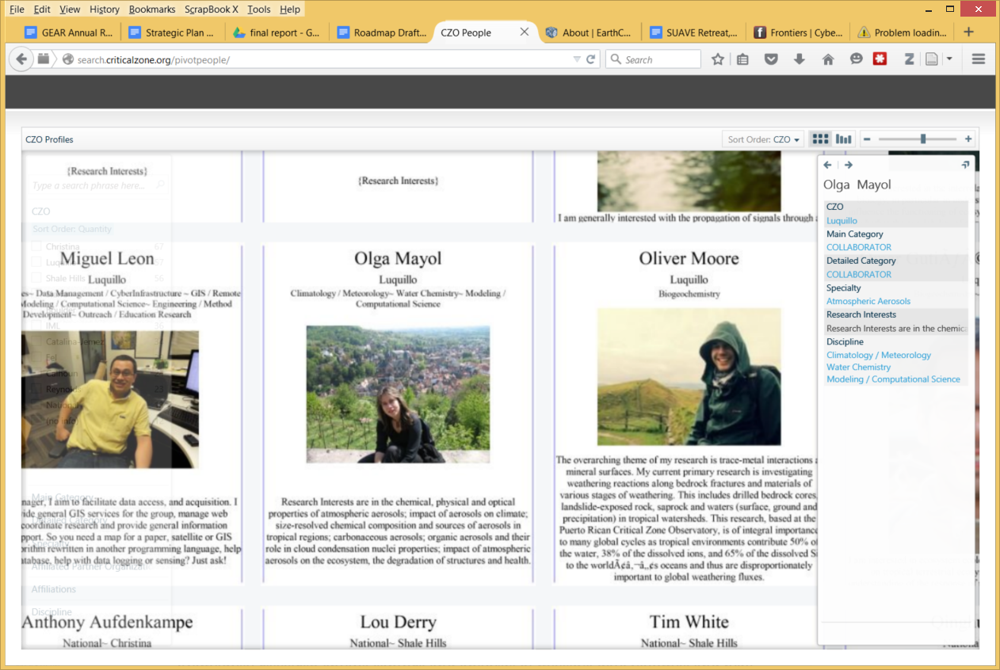 File Edit View History Bookmarks ScrapBook X Tools Help
GEAR Annual R... Strategic Plan ... final report - G... Roadmap Draft... CZO People About | EarthC... SUAVE Retreat,... Frontiers | Cybe... Problem loadin...
search.criticalzone.org/pivotpeople/ Search
CZO Profiles Sort Order: CZO
{Research Interests}
Type a search phrase here...
CZO
Sort Order: Quantity
Christina 67
Shale Hills 56
IML 36
Catalina-Jemez
Calhoun
Reynolds 23
National
(no info)
Main Category
Detailed Category
Specialty
Affiliated Partner Organizati
Affiliations
Discipline
Miguel Leon
Luquillo
es~ Data Management / CyberInfrastructure ~ GIS / Remote
Modeling / Computational Science~ Engineering / Method
Development~ Outreach / Education Research
nager, I aim to facilitate data access, and acquisition. I
ide general GIS services for the group, manage web
coordinate research and provide general information
pport. So you need a map for a paper, satellite or GIS
rithm rewritten in another programming language, help
atabase, help with data logging or sensing? Just ask!
Anthony Aufdenkampe
National~ Christina
{Research Interests}
Olga Mayol
Luquillo
Climatology / Meteorology~ Water Chemistry~ Modeling /
Computational Science
Research Interests are in the chemical, physical and optical
properties of atmospheric aerosols; impact of aerosols on climate;
size-resolved chemical composition and sources of aerosols in
tropical regions; carbonaceous aerosols; organic aerosols and their
role in cloud condensation nuclei properties; impact of atmospheric
aerosols on the ecosystem, the degradation of structures and health.
Lou Derry
National~ Shale Hills
I am generally interested with the propagation of signals through
Oliver Moore
Luquillo
Biogeochemistry
The overarching theme of my research is trace-metal interactions
mineral surfaces. My current primary research is investigating
weathering reactions along bedrock fractures and materials of
various stages of weathering. This includes drilled bedrock cores,
landslide-exposed rock, saprock and waters (surface, ground and
precipitation) in tropical watersheds. This research, based at the
Puerto Rican Critical Zone Observatory, is of integral importance
to many global cycles as tropical environments contribute 50% of
the water, 38% of the dissolved ions, and 65% of the dissolved Si
to the worldÃ¢â‚¬â„¢s oceans and thus are disproportionately
important to global weathering fluxes.
Tim White
National~ Shale Hills
Olga Mayol
CZO
Luquillo
Main Category
COLLABORATOR
Detailed Category
COLLABORATOR
Specialty
Atmospheric Aerosols
Research Interests
Research Interests are in the chemic
Discipline
Climatology / Meteorology
Water Chemistry
Modeling / Computational Science